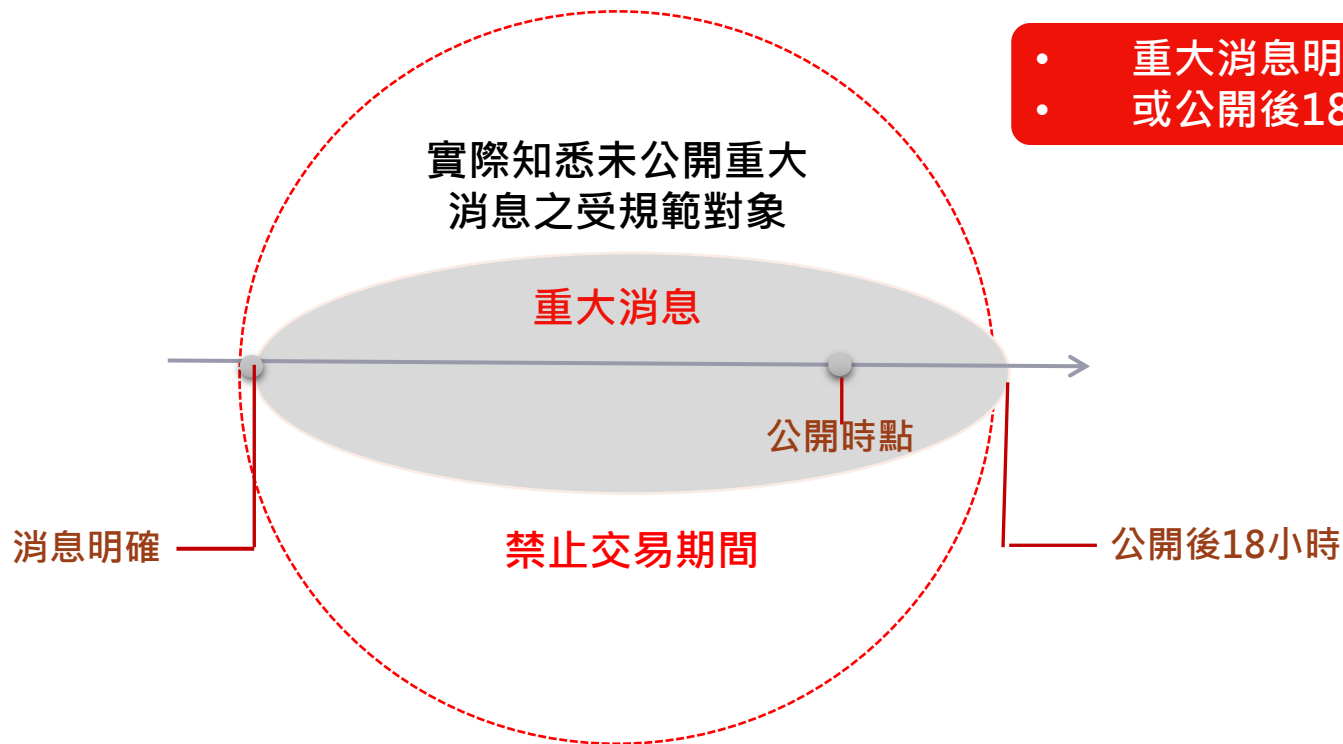 • 重大消息明
• 或公開後18
實際知悉未公開重大
消息之受規範對象
重大消息
公開時點
消息明確
禁止交易期間
公開後18小時